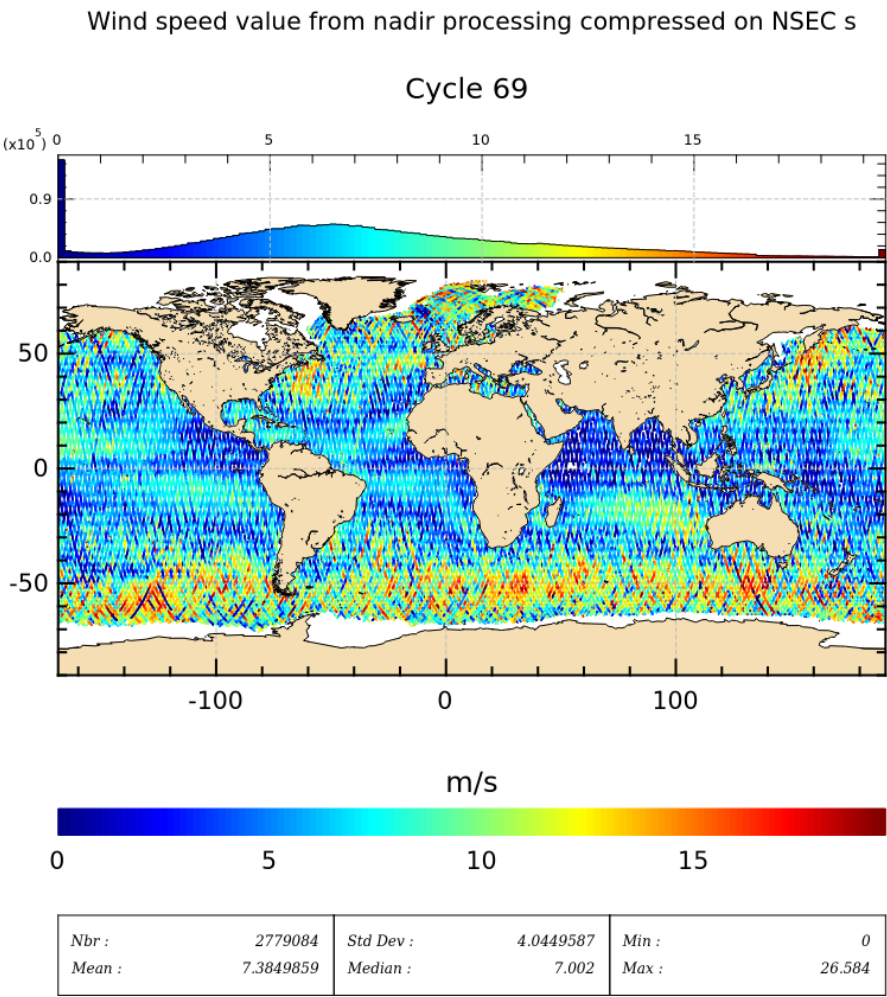 Wind speed value from nadir processing compressed on NSEC s
Cycle 69
(x10^5) 0 5 10 15
0.9
0.0
50
0
-50
-100 0 100
m/s
0 5 10 15
Nbr : 2779084 Std Dev : 4.0449587 Min : 0
Mean : 7.3849859 Median : 7.002 Max : 26.584